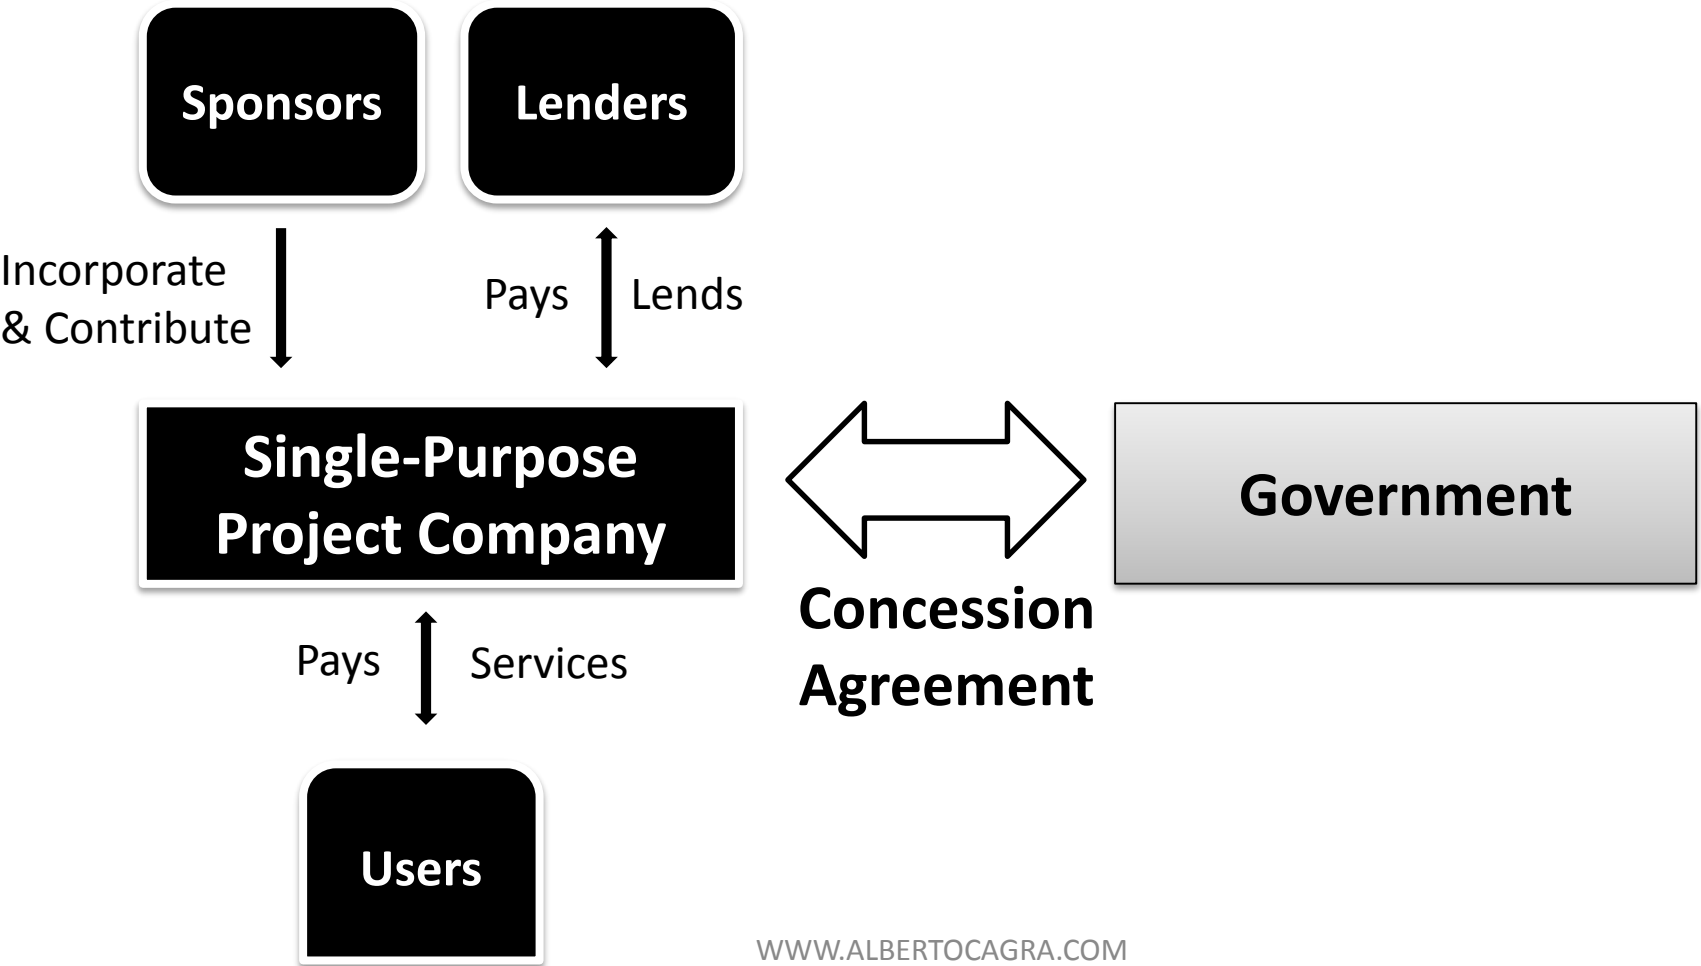 Sponsors
Lenders
Incorporate
& Contribute
Pays
Lends
Single-Purpose
Project Company
Government
Concession
Agreement
Pays
Services
Users
WWW.ALBERTOCAGRA.COM